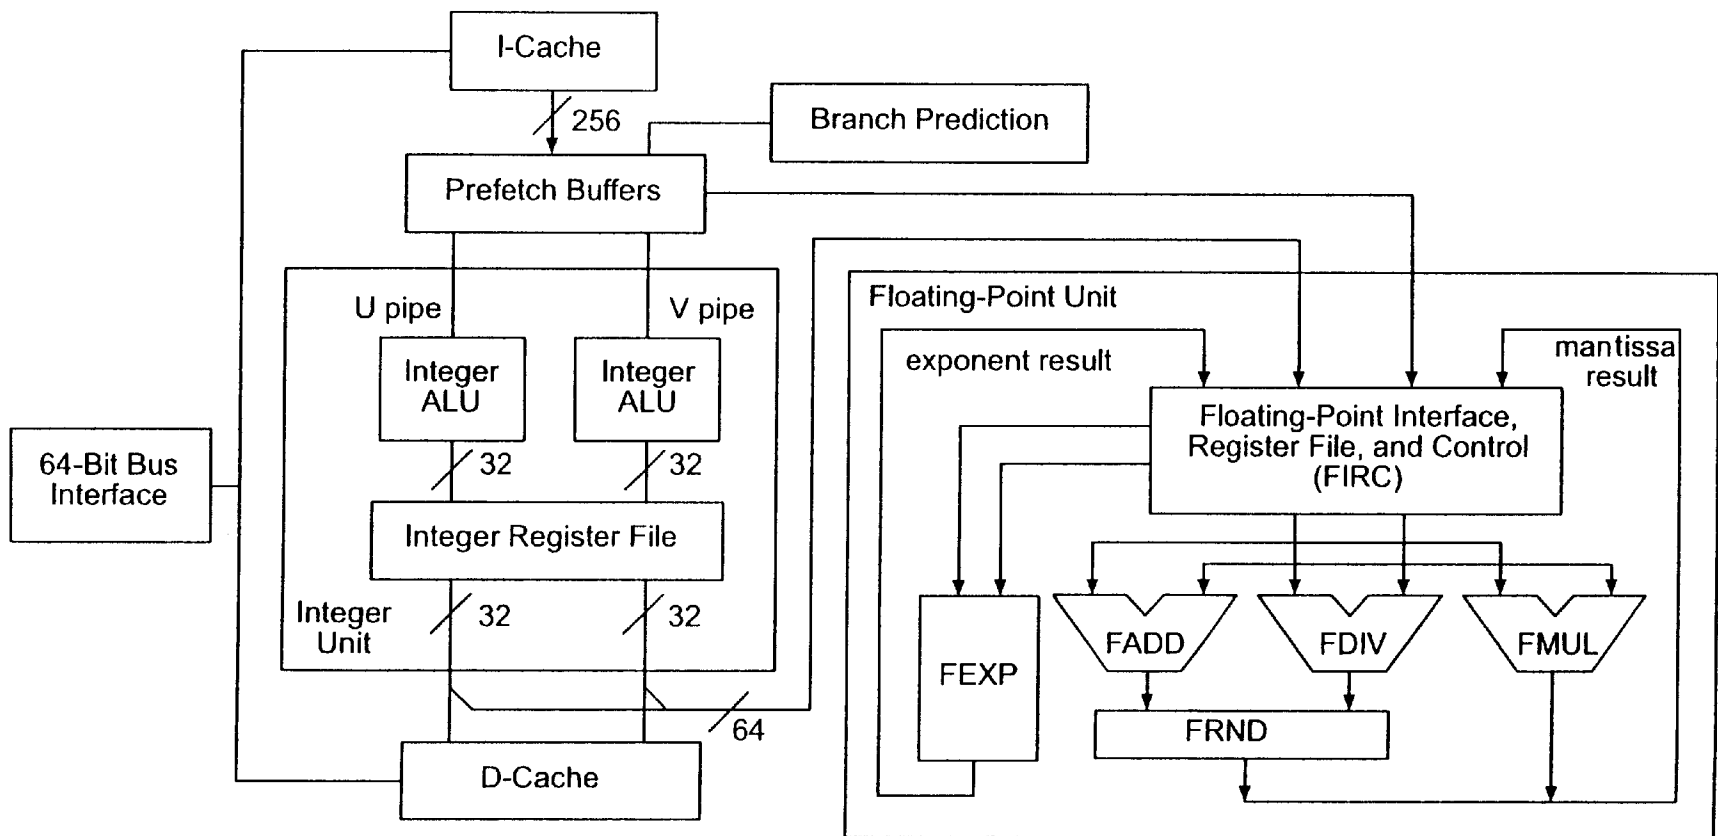 I-Cache
256
Branch Prediction
Prefetch Buffers
U pipe
V pipe
Integer
ALU
Integer
ALU
32
32
64-Bit Bus
Interface
Integer Register File
Integer
Unit
32
32
64
D-Cache
Floating-Point Unit
exponent result
mantissa
result
Floating-Point Interface,
Register File, and Control
(FIRC)
FEXP
FADD
FDIV
FMUL
FRND